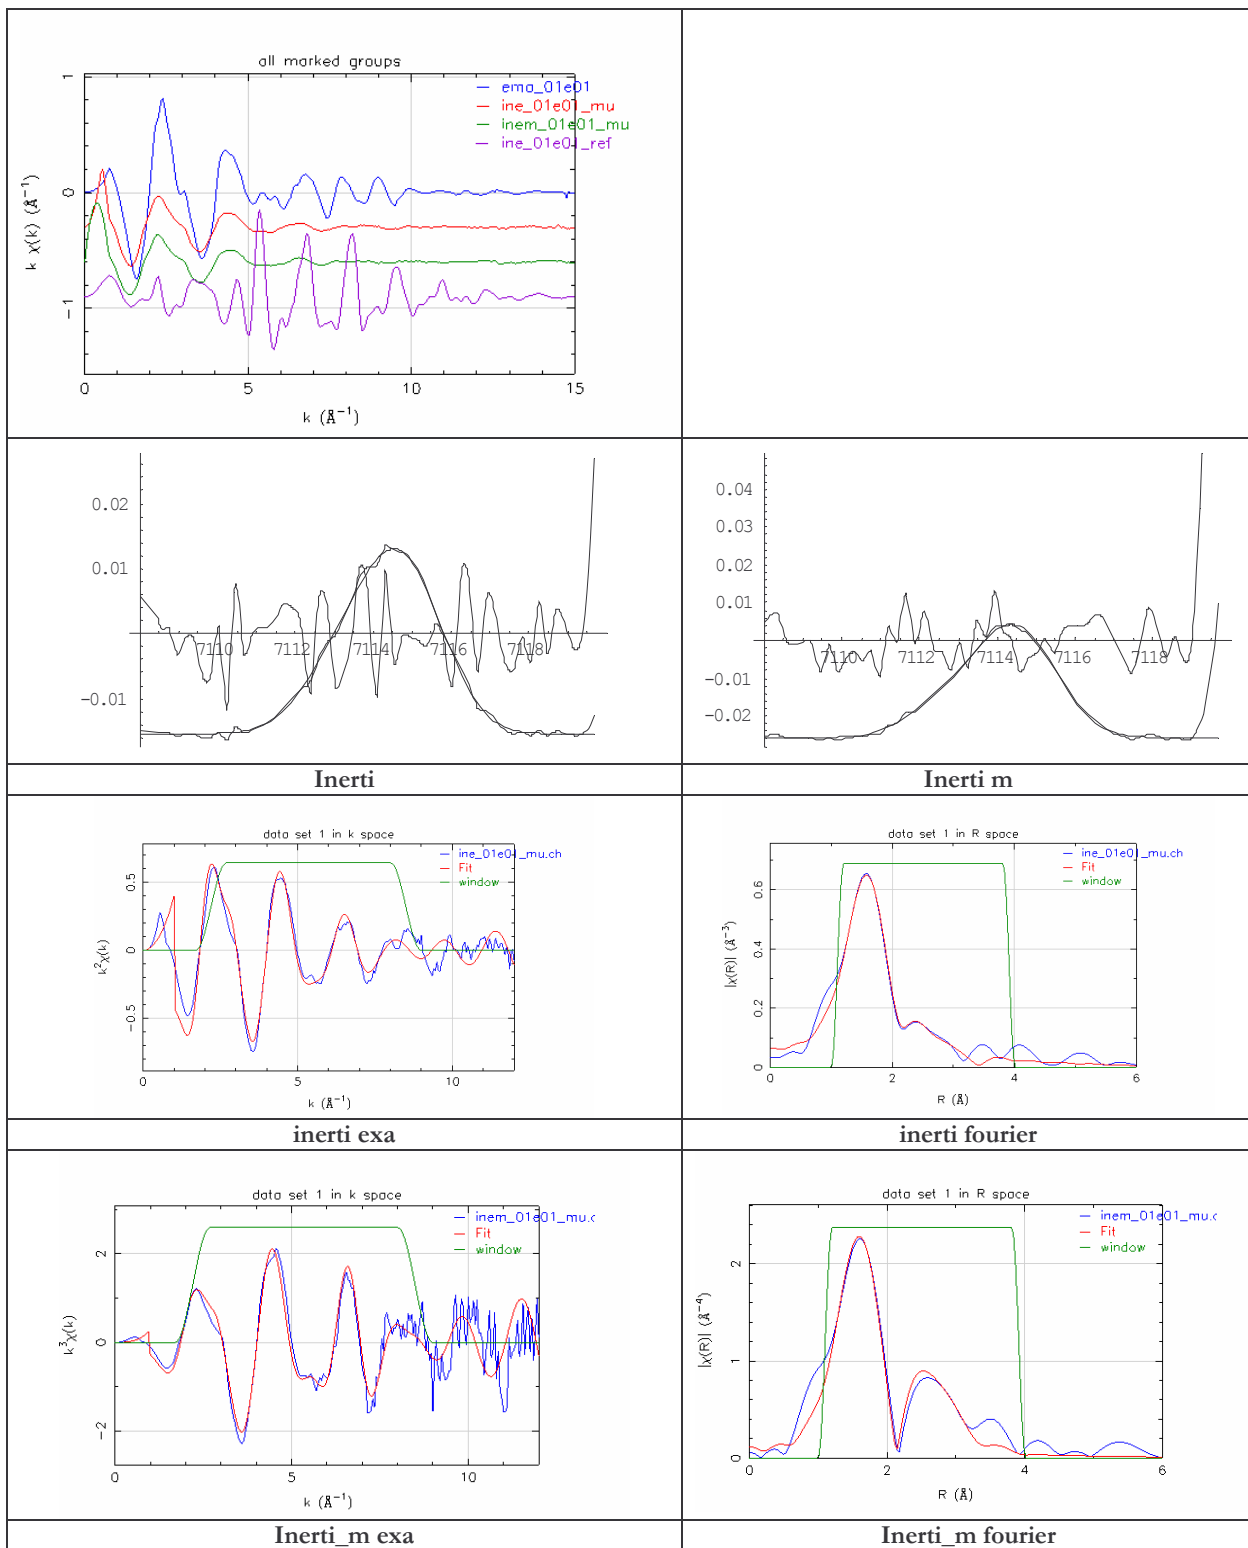 all marked groups
ema_01e01
ine_01e01_mu
inem_01e01_mu
ine_01e01_ref
1
0
−1
k χ(k) (Å⁻¹)
0 5 10 15
k (Å⁻¹)
0.02
0.01
−0.01
7110 7112 7114 7116 7118
0.04
0.03
0.02
0.01
−0.01
−0.02
7110 7112 7114 7116 7118
Inerti Inerti m
data set 1 in k space
ine_01e01_mu.ch
Fit
window
0.5
0
−0.5
k²χ(k)
0 5 10
k (Å⁻¹)
data set 1 in R space
ine_01e01_mu.ch
Fit
window
0.6
0.4
0.2
0
|χ(R)| (Å⁻³)
0 2 4 6
R (Å)
inerti exa inerti fourier
data set 1 in k space
inem_01e01_mu.c
Fit
window
2
0
−2
k³χ(k)
0 5 10
k (Å⁻¹)
data set 1 in R space
inem_01e01_mu.c
Fit
window
2
1
0
|χ(R)| (Å⁻⁴)
0 2 4 6
R (Å)
Inerti_m exa Inerti_m fourier